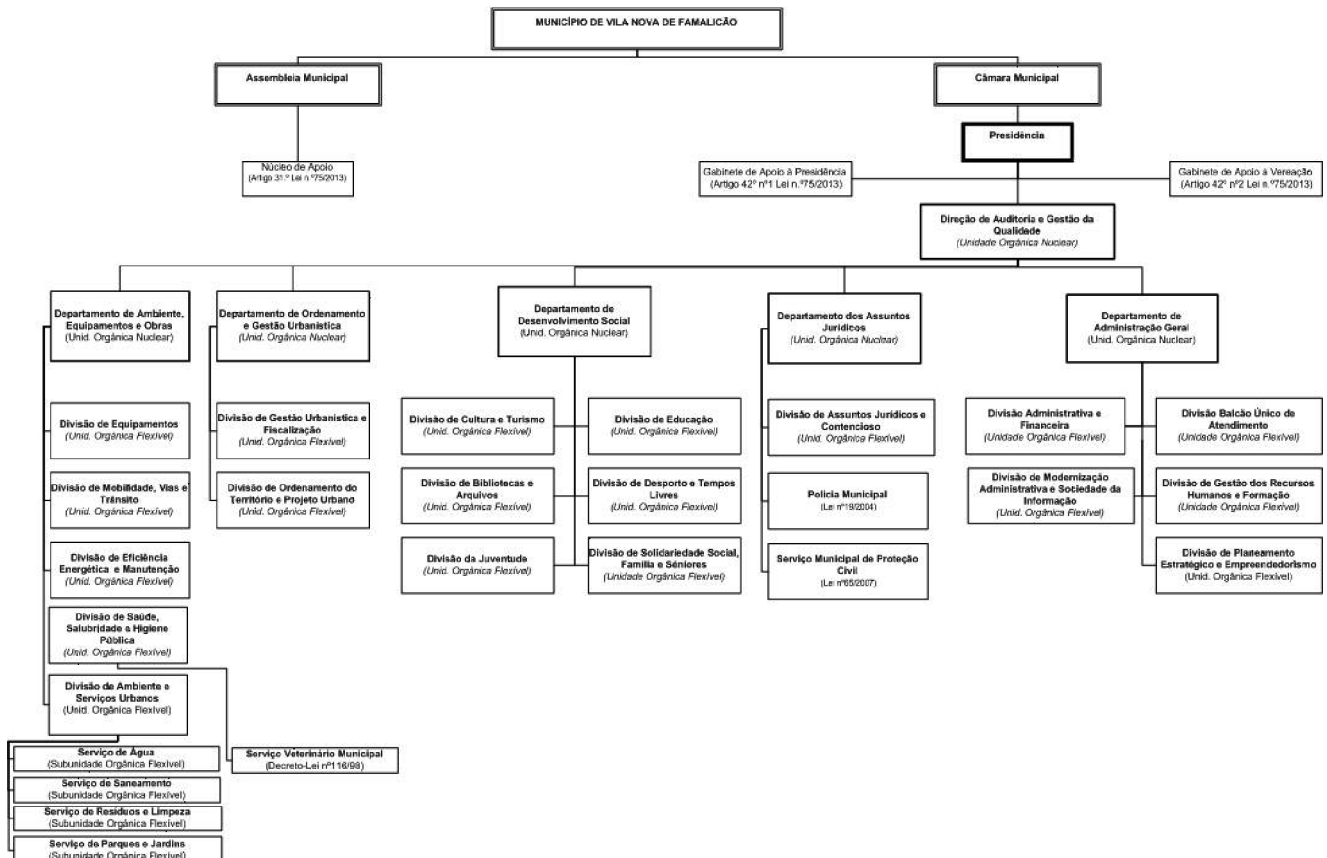 MUNICÍPIO DE VILA NOVA DE FAMALICÃO
Assembleia Municipal
Câmara Municipal
Presidência
Núcleo de Apoio
(Artigo 31.º Lei n.º75/2013)
Gabinete de Apoio à Presidência
(Artigo 42º nº1 Lei n.º75/2013)
Gabinete de Apoio à Vereação
(Artigo 42º nº2 Lei n.º75/2013)
Direção de Auditoria e Gestão da
Qualidade
(Unidade Orgânica Nuclear)
Departamento de Ambiente,
Equipamentos e Obras
(Unid. Orgânica Nuclear)
Departamento de Ordenamento
e Gestão Urbanística
(Unid. Orgânica Nuclear)
Departamento de
Desenvolvimento Social
(Unid. Orgânica Nuclear)
Departamento dos Assuntos
Jurídicos
(Unid. Orgânica Nuclear)
Departamento de
Administração Geral
(Unid. Orgânica Nuclear)
Divisão de Equipamentos
(Unid. Orgânica Flexível)
Divisão de Gestão Urbanística e
Fiscalização
(Unid. Orgânica Flexível)
Divisão de Cultura e Turismo
(Unid. Orgânica Flexível)
Divisão de Educação
(Unid. Orgânica Flexível)
Divisão de Assuntos Jurídicos e
Contencioso
(Unid. Orgânica Flexível)
Divisão Administrativa e
Financeira
(Unidade Orgânica Flexível)
Divisão Balcão Único de
Atendimento
(Unidade Orgânica Flexível)
Divisão de Mobilidade, Vias e
Trânsito
(Unid. Orgânica Flexível)
Divisão de Ordenamento do
Território e Projeto Urbano
(Unid. Orgânica Flexível)
Divisão de Bibliotecas e
Arquivos
(Unid. Orgânica Flexível)
Divisão de Desporto e Tempos
Livres
(Unid. Orgânica Flexível)
Policia Municipal
(Lei nº19/2004)
Divisão de Modernização
Administrativa e Sociedade da
Informação
(Unid. Orgânica Flexível)
Divisão de Gestão dos Recursos
Humanos e Formação
(Unidade Orgânica Flexível)
Divisão de Eficiência
Energética e Manutenção
(Unid. Orgânica Flexível)
Divisão da Juventude
(Unid. Orgânica Flexível)
Divisão de Solidariedade Social,
Família e Séniores
(Unidade Orgânica Flexível)
Serviço Municipal de Proteção
Civil
(Lei nº65/2007)
Divisão de Planeamento
Estratégico e Empreendedorismo
(Unid. Orgânica Flexível)
Divisão de Saúde,
Salubridade e Higiene
Pública
(Unid. Orgânica Flexível)
Divisão de Ambiente e
Serviços Urbanos
(Unid. Orgânica Flexível)
Serviço de Água
(Subunidade Orgânica Flexível)
Serviço Veterinário Municipal
(Decreto-Lei nº116/98)
Serviço de Saneamento
(Subunidade Orgânica Flexível)
Serviço de Resíduos e Limpeza
(Subunidade Orgânica Flexível)
Serviço de Parques e Jardins
(Subunidade Orgânica Flexível)